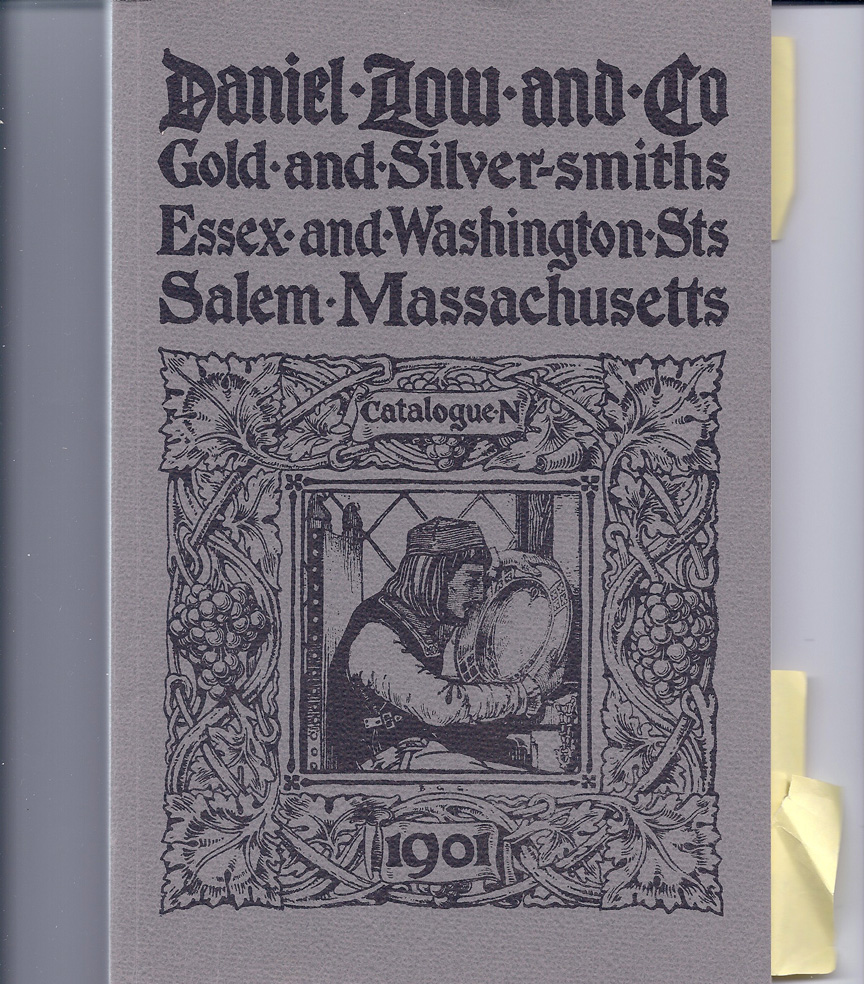 Daniel·Low·and·Co
Gold·and·Silver-smiths
Essex·and·Washington·Sts
Salem·Massachusetts
Catalogue·N
1901